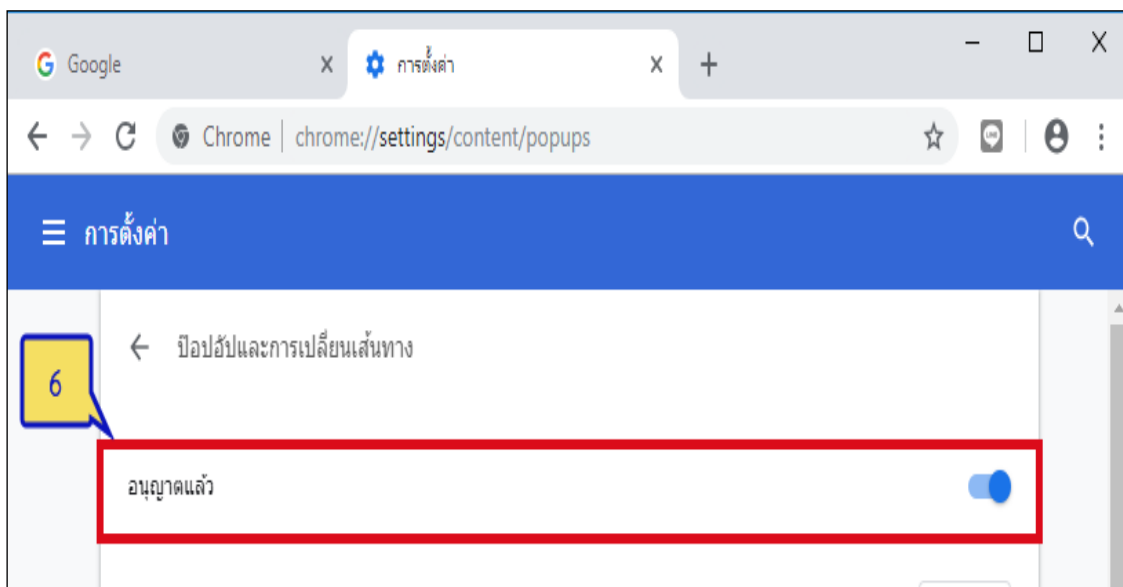 Google
การตั้งค่า
Chrome | chrome://settings/content/popups
LINE
การตั้งค่า
ป๊อปอัปและการเปลี่ยนเส้นทาง
6
อนุญาตแล้ว